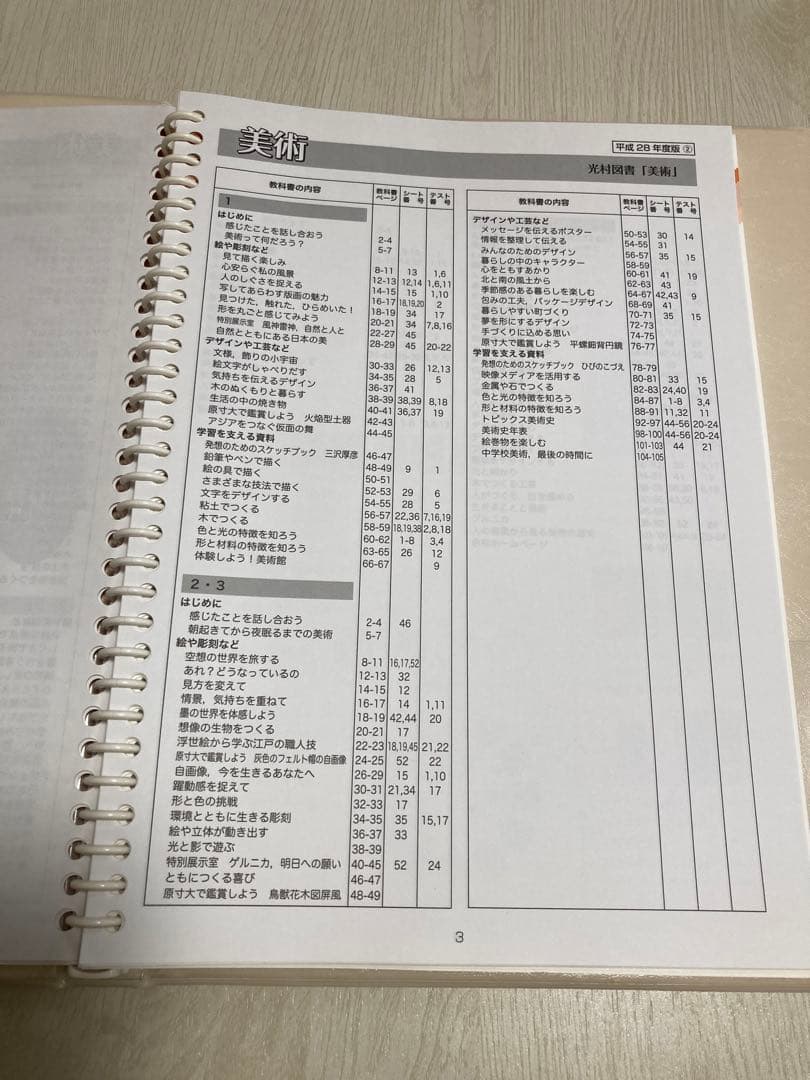 美術
平成28年度版②
光村図書「美術」
教科書の内容 教科書ページ シート番号 テスト番号
1
はじめに
感じたことを話し合おう 2-4
美術って何だろう？ 5-7
絵や彫刻など
見て描く楽しみ 8-11 13 1,6
心安らぐ私の風景 12-13 12,14 1,6,11
人のしぐさを捉える 14-15 15 1,10
写してあらわす版画の魅力 16-17 18,19,20 2
見つけた，触れた，ひらめいた！ 18-19 34 17
形を丸ごと感じてみよう 20-21 34 7,8,16
特別展示室 風神雷神，自然と人と 22-27 45
自然とともにある日本の美 28-29 45 20-22
デザインや工芸など
文様，飾りの小宇宙 30-33 26 12,13
絵文字がしゃべりだす 34-35 28 5
気持ちを伝えるデザイン 36-37 41
木のぬくもりと暮らす 38-39 38,39 8,18
生活の中の焼き物 40-41 36,37 19
原寸大で鑑賞しよう 火焔型土器 42-43
アジアをつなぐ仮面の舞 44-45
学習を支える資料
発想のためのスケッチブック 三沢厚彦 46-47
鉛筆やペンで描く 48-49 9 1
絵の具で描く 50-51
さまざまな技法で描く 52-53 29 6
文字をデザインする 54-55 28 5
粘土でつくる 56-57 22,36 7,16,19
木でつくる 58-59 18,19,38 2,8,18
色と光の特徴を知ろう 60-62 1-8 3,4
形と材料の特徴を知ろう 63-65 26 12
体験しよう！美術館 66-67 9
2・3
はじめに
感じたことを話し合おう 2-4 46
朝起きてから夜眠るまでの美術 5-7
絵や彫刻など
空想の世界を旅する 8-11 16,17,52
あれ？どうなっているの 12-13 32
見方を変えて 14-15 12
情景，気持ちを重ねて 16-17 14 1,11
墨の世界を体感しよう 18-19 42,44 20
想像の生物をつくる 20-21 17
浮世絵から学ぶ江戸の職人技 22-23 18,19,45 21,22
原寸大で鑑賞しよう 灰色のフェルト帽の自画像 24-25 52 22
自画像，今を生きるあなたへ 26-29 15 1,10
躍動感を捉えて 30-31 21,34 17
形と色の挑戦 32-33 17
環境とともに生きる彫刻 34-35 35 15,17
絵や立体が動き出す 36-37 33
光と影で遊ぶ 38-39
特別展示室 ゲルニカ，明日への願い 40-45 52 24
ともにつくる喜び 46-47
原寸大で鑑賞しよう 鳥獣花木図屏風 48-49
教科書の内容 教科書ページ シート番号 テスト番号
デザインや工芸など
メッセージを伝えるポスター 50-53 30 14
情報を整理して伝える 54-55 31
みんなのためのデザイン 56-57 35 15
暮らしの中のキャラクター 58-59
心をともすあかり 60-61 41 19
北と南の風土から 62-63 43
季節感のある暮らしを楽しむ 64-67 42,43 9
包みの工夫，パッケージデザイン 68-69 41
暮らしやすい町づくり 70-71 35 15
夢を形にするデザイン 72-73
手づくりに込める思い 74-75
原寸大で鑑賞しよう 平螺鈿背円鏡 76-77
学習を支える資料
発想のためのスケッチブック ひびのこづえ 78-79
映像メディアを活用する 80-81 33 15
金属や石でつくる 82-83 24,40 19
色と光の特徴を知ろう 84-87 1-8 3,4
形と材料の特徴を知ろう 88-91 11,32 11
トピックス美術史 92-97 44-56 20-24
美術史年表 98-100 44-56 20-24
絵巻物を楽しむ 101-103 44 21
中学校美術，最後の時間に 104-105
3